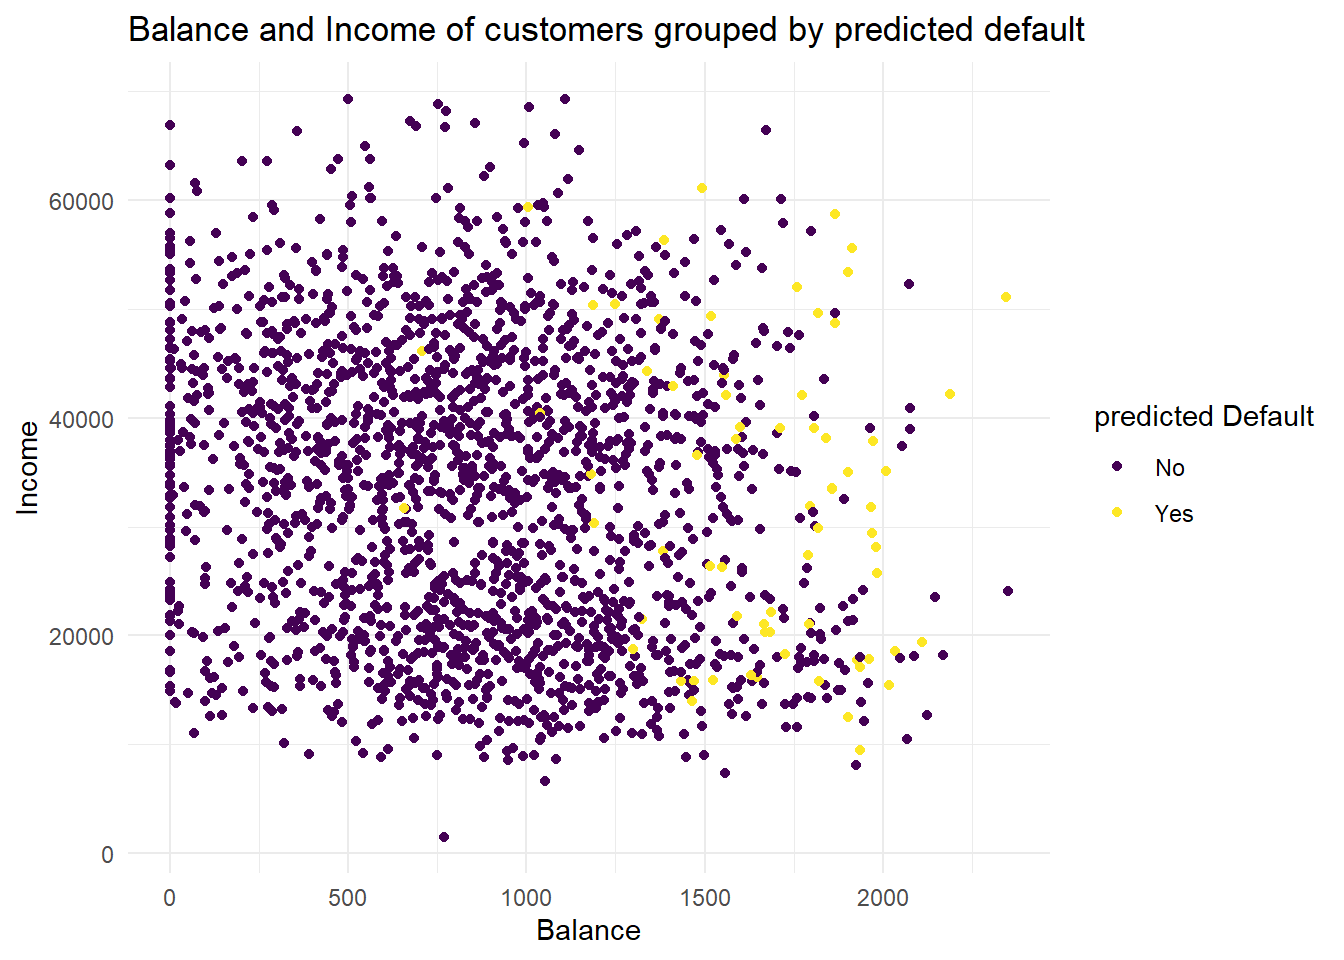 Balance and Income of customers grouped by predicted default
60000
40000
20000
0
Income
0 500 1000 1500 2000
Balance
predicted Default
No
Yes